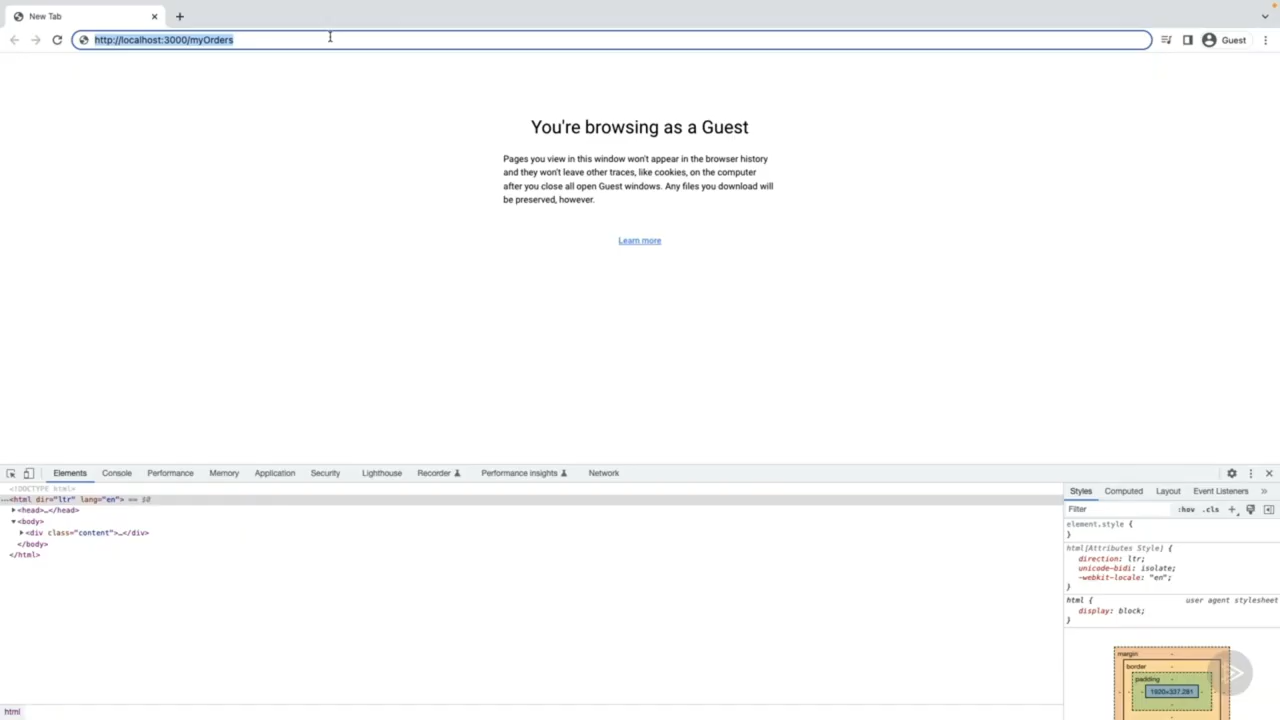 New Tab
http://localhost:3000/myOrders
Guest
You're browsing as a Guest
Pages you view in this window won't appear in the browser history
and they won't leave other traces, like cookies, on the computer
after you close all open Guest windows. Any files you download will
be preserved, however.
Learn more
Elements Console Performance Memory Application Security Lighthouse Recorder Performance insights Network
<!DOCTYPE html>
…<html dir="ltr" lang="en"> == $0
<head>…</head>
<body>
<div class="content">…</div>
</body>
</html>
html
Styles Computed Layout Event Listeners »
Filter :hov .cls +
element.style {
}
html[Attributes Style] {
direction: ltr;
unicode-bidi: isolate;
-webkit-locale: "en";
}
html { user agent stylesheet
display: block;
}
margin -
border -
padding -
1920×337.281